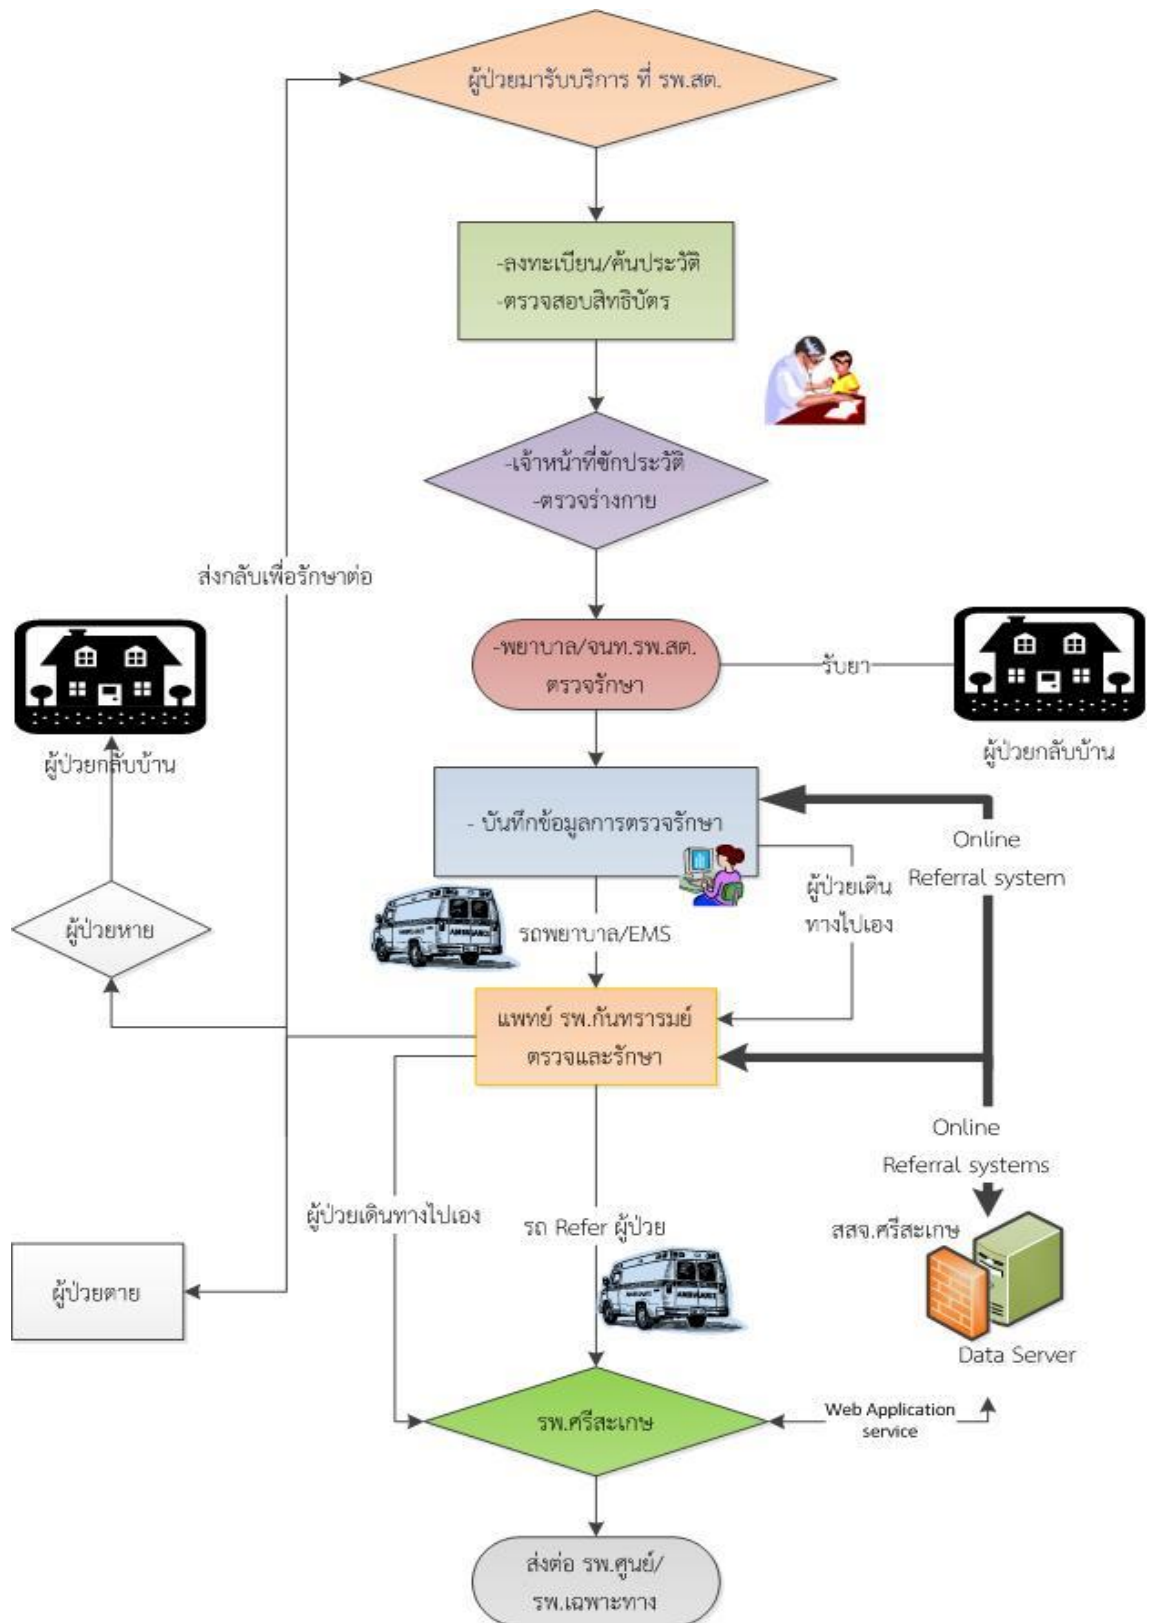 ผู้ป่วยมารับบริการ ที่ รพ.สต.
-ลงทะเบียน/ค้นประวัติ
-ตรวจสอบสิทธิบัตร
-เจ้าหน้าที่ซักประวัติ
-ตรวจร่างกาย
ส่งกลับเพื่อรักษาต่อ
-พยาบาล/จนท.รพ.สต.
ตรวจรักษา
รับยา
ผู้ป่วยกลับบ้าน
ผู้ป่วยกลับบ้าน
- บันทึกข้อมูลการตรวจรักษา
Online
Referral system
ผู้ป่วยเดิน
ทางไปเอง
ผู้ป่วยหาย
AMBULANCE
รถพยาบาล/EMS
แพทย์ รพ.กันทรารมย์
ตรวจและรักษา
Online
Referral systems
ผู้ป่วยเดินทางไปเอง
รถ Refer ผู้ป่วย
สสจ.ศรีสะเกษ
ผู้ป่วยตาย
AMBULANCE
Data Server
รพ.ศรีสะเกษ
Web Application
service
ส่งต่อ รพ.ศูนย์/
รพ.เฉพาะทาง